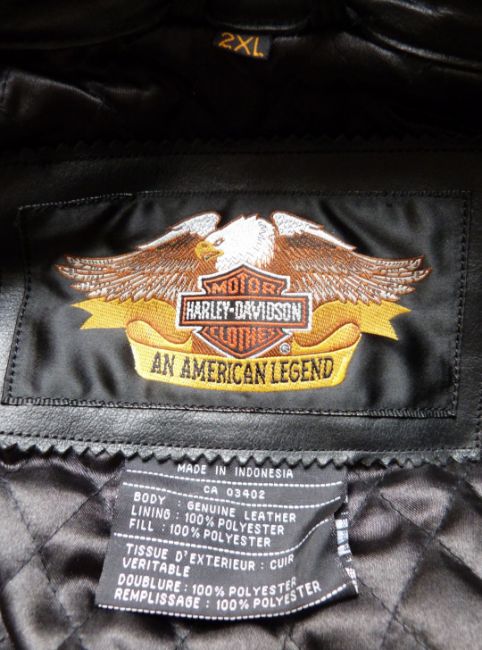 2XL
MOTOR
HARLEY-DAVIDSON
CLOTHES
®
AN AMERICAN LEGEND
MADE IN INDONESIA
CA 03402
BODY : GENUINE LEATHER
LINING : 100% POLYESTER
FILL : 100% POLYESTER
TISSUE D'EXTERIEUR : CUIR
VERITABLE
DOUBLURE : 100% POLYESTER
REMPLISSAGE : 100% POLYESTER